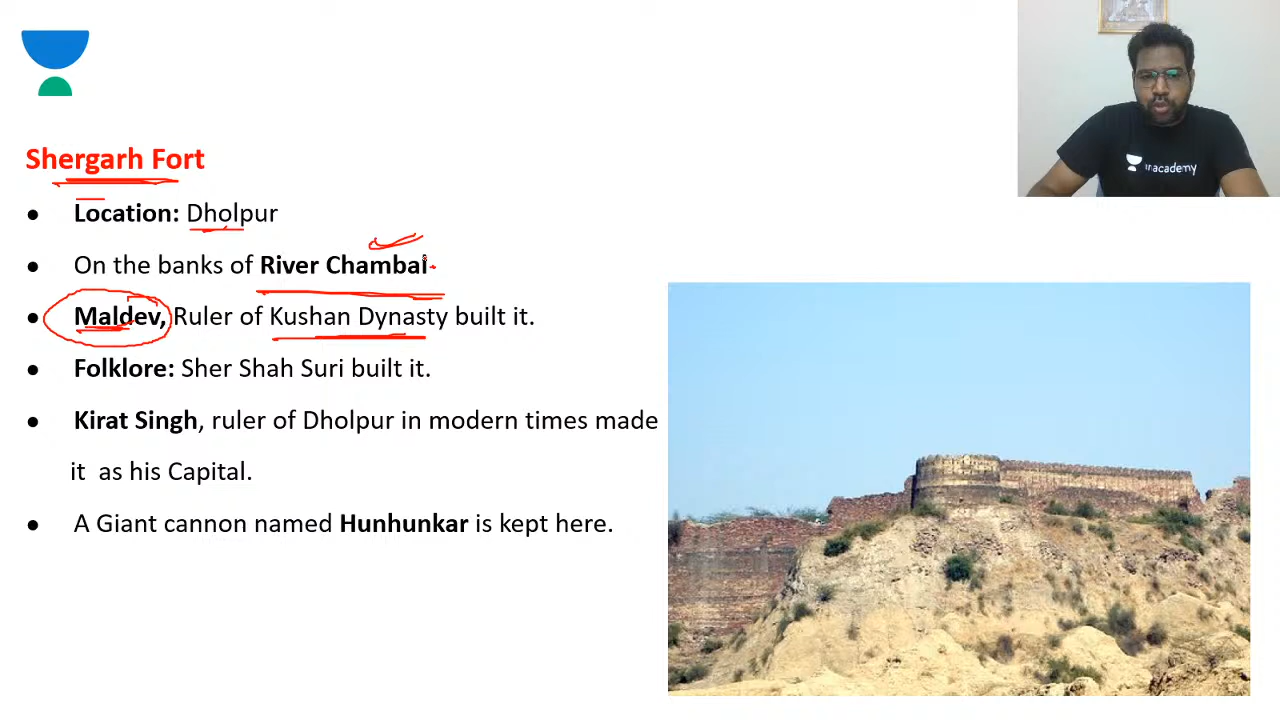 Shergarh Fort
● Location: Dholpur
● On the banks of River Chambal
● Maldev, Ruler of Kushan Dynasty built it.
● Folklore: Sher Shah Suri built it.
● Kirat Singh, ruler of Dholpur in modern times made
it as his Capital.
● A Giant cannon named Hunhunkar is kept here.
unacademy